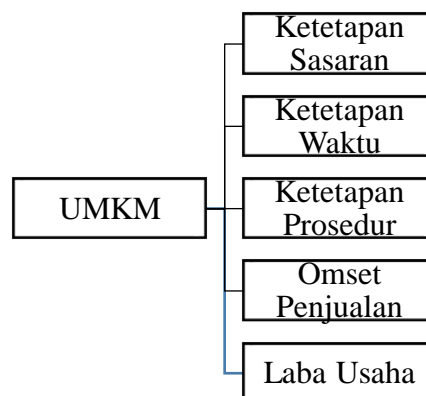 Ketetapan
Sasaran
Ketetapan
Waktu
UMKM
Ketetapan
Prosedur
Omset
Penjualan
Laba Usaha